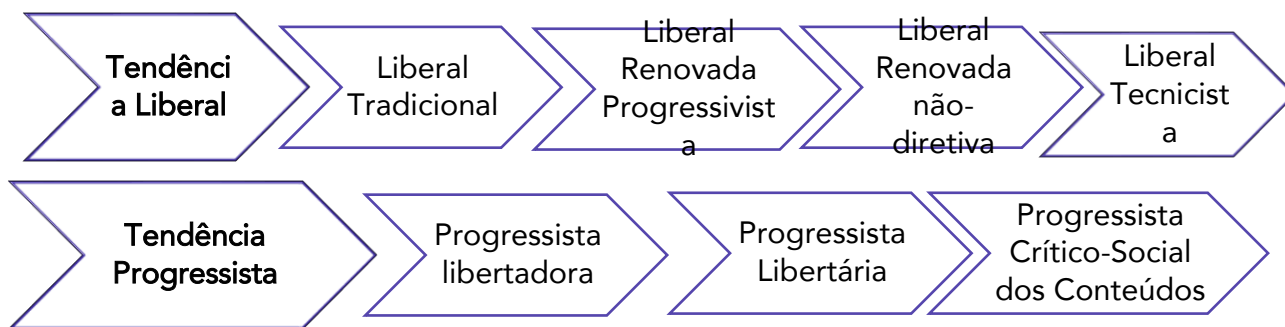 Tendênci
a Liberal
Liberal
Tradicional
Liberal
Renovada
Progressivist
a
Liberal
Renovada
não-
diretiva
Liberal
Tecnicist
a
Tendência
Progressista
Progressista
libertadora
Progressista
Libertária
Progressista
Crítico-Social
dos Conteúdos